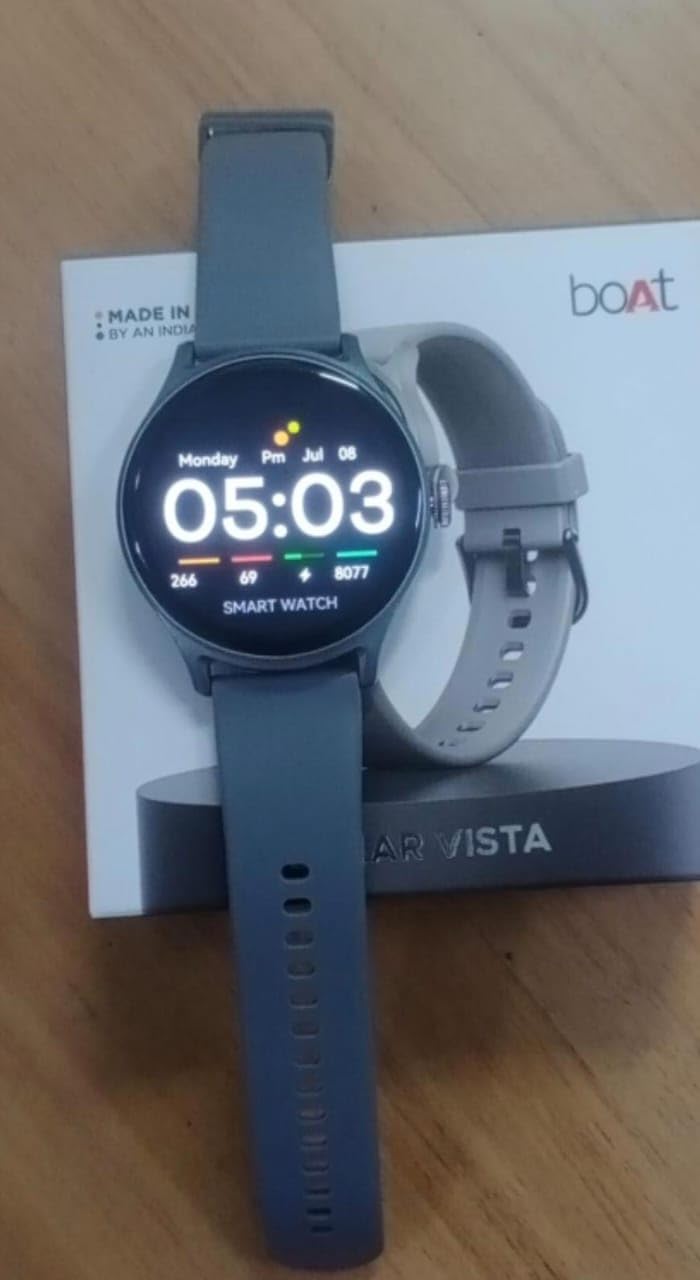 MADE IN
BY AN INDIA
boAt
Monday Pm Jul 08
05:03
266 69 8077
SMART WATCH
AR VISTA